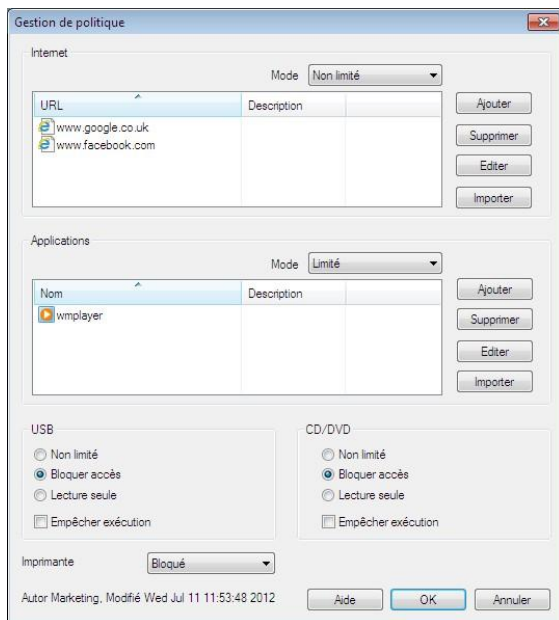 Gestion de politique
Internet
Mode Non limité
URL Description
www.google.co.uk
www.facebook.com
Ajouter
Supprimer
Editer
Importer
Applications
Mode Limité
Nom Description
wmplayer
Ajouter
Supprimer
Editer
Importer
USB
Non limité
Bloquer accès
Lecture seule
Empêcher exécution
CD/DVD
Non limité
Bloquer accès
Lecture seule
Empêcher exécution
Imprimante Bloqué
Autor Marketing, Modifié Wed Jul 11 11:53:48 2012
Aide OK Annuler